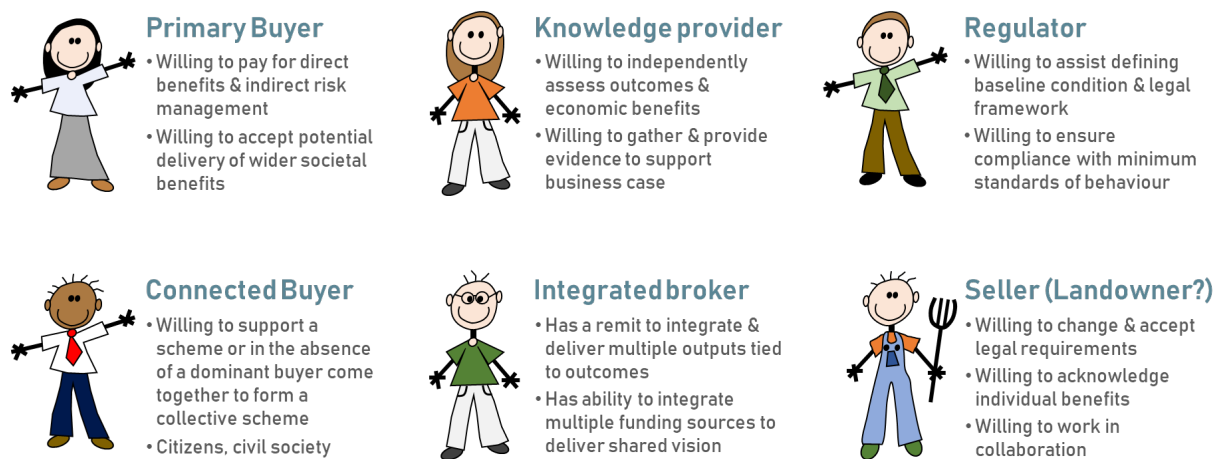 Primary Buyer
• Willing to pay for direct
benefits & indirect risk
management
• Willing to accept potential
delivery of wider societal
benefits
Knowledge provider
• Willing to independently
assess outcomes &
economic benefits
• Willing to gather & provide
evidence to support
business case
Regulator
• Willing to assist defining
baseline condition & legal
framework
• Willing to ensure
compliance with minimum
standards of behaviour
Connected Buyer
• Willing to support a
scheme or in the absence
of a dominant buyer come
together to form a
collective scheme
• Citizens, civil society
Integrated broker
• Has a remit to integrate &
deliver multiple outputs tied
to outcomes
• Has ability to integrate
multiple funding sources to
deliver shared vision
Seller (Landowner?)
• Willing to change & accept
legal requirements
• Willing to acknowledge
individual benefits
• Willing to work in
collaboration